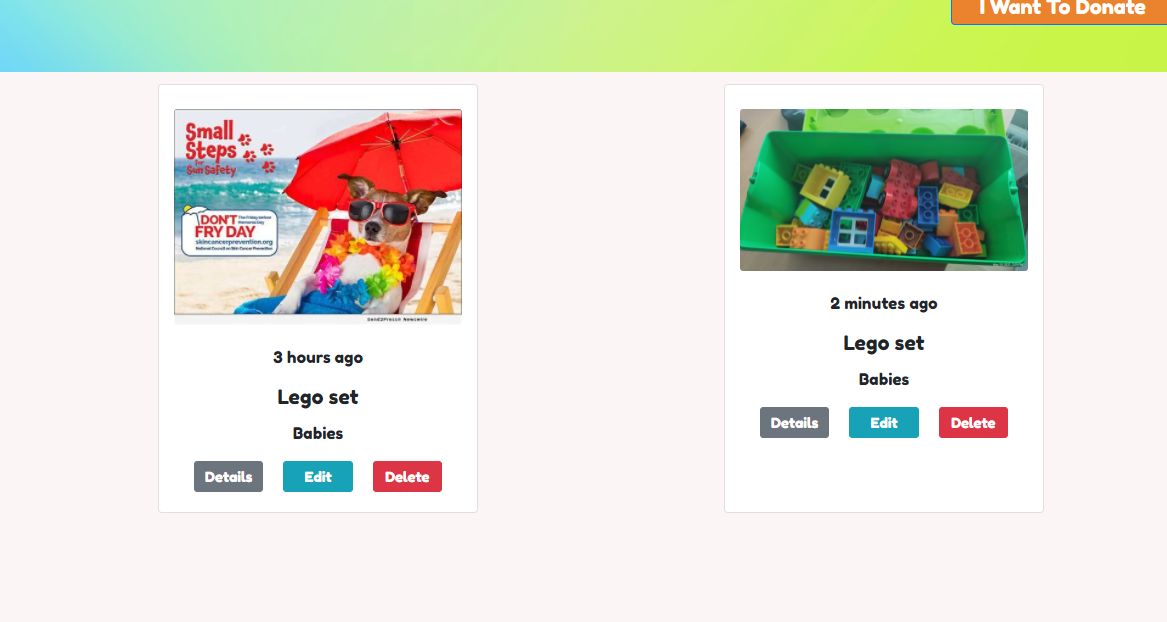 I Want To Donate
Small
Steps
for
Sun Safety
DON'T
The Friday before
Memorial Day
FRY DAY
skincancerprevention.org
National Council on Skin Cancer Prevention
Send2Press® Newswire
3 hours ago
Lego set
Babies
Details Edit Delete
2 minutes ago
Lego set
Babies
Details Edit Delete